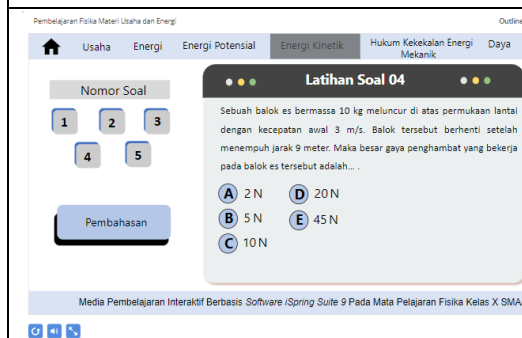 Pembelajaran Fisika Materi Usaha dan Energi
Outline
Usaha Energi Energi Potensial Energi Kinetik Hukum Kekekalan Energi Mekanik Daya
Nomor Soal
1 2 3
4 5
Pembahasan
Latihan Soal 04
Sebuah balok es bermassa 10 kg meluncur di atas permukaan lantai
dengan kecepatan awal 3 m/s. Balok tersebut berhenti setelah
menempuh jarak 9 meter. Maka besar gaya penghambat yang bekerja
pada balok es tersebut adalah... .
A 2 N D 20 N
B 5 N E 45 N
C 10 N
Media Pembelajaran Interaktif Berbasis Software iSpring Suite 9 Pada Mata Pelajaran Fisika Kelas X SMA